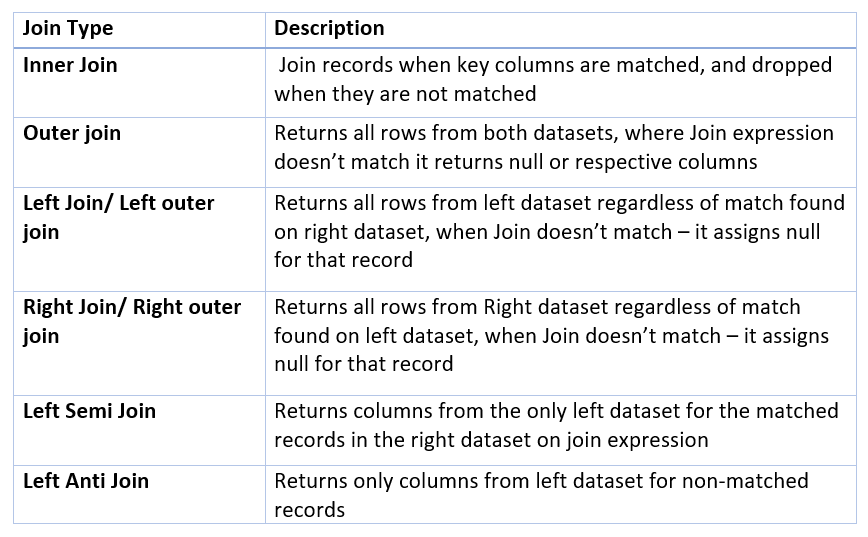 Join Type
Description
Inner Join
Join records when key columns are matched, and dropped
when they are not matched
Outer join
Returns all rows from both datasets, where Join expression
doesn’t match it returns null or respective columns
Left Join/ Left outer
join
Returns all rows from left dataset regardless of match found
on right dataset, when Join doesn’t match – it assigns null
for that record
Right Join/ Right outer
join
Returns all rows from Right dataset regardless of match
found on left dataset, when Join doesn’t match – it assigns
null for that record
Left Semi Join
Returns columns from the only left dataset for the matched
records in the right dataset on join expression
Left Anti Join
Returns only columns from left dataset for non-matched
records